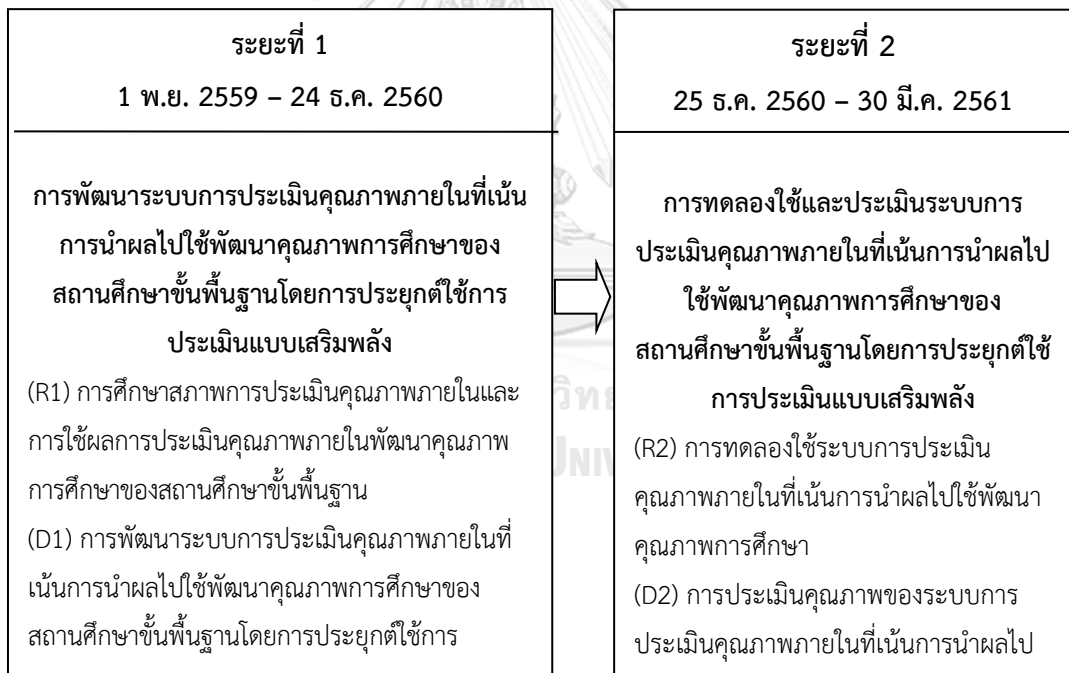 ระยะที่ 1
1 พ.ย. 2559 – 24 ธ.ค. 2560
การพัฒนาระบบการประเมินคุณภาพภายในที่เน้น
การนำผลไปใช้พัฒนาคุณภาพการศึกษาของ
สถานศึกษาขั้นพื้นฐานโดยการประยุกต์ใช้การ
ประเมินแบบเสริมพลัง
(R1) การศึกษาสภาพการประเมินคุณภาพภายในและ
การใช้ผลการประเมินคุณภาพภายในพัฒนาคุณภาพ
การศึกษาของสถานศึกษาขั้นพื้นฐาน
(D1) การพัฒนาระบบการประเมินคุณภาพภายในที่
เน้นการนำผลไปใช้พัฒนาคุณภาพการศึกษาของ
สถานศึกษาขั้นพื้นฐานโดยการประยุกต์ใช้การ
ระยะที่ 2
25 ธ.ค. 2560 – 30 มี.ค. 2561
การทดลองใช้และประเมินระบบการ
ประเมินคุณภาพภายในที่เน้นการนำผลไป
ใช้พัฒนาคุณภาพการศึกษาของ
สถานศึกษาขั้นพื้นฐานโดยการประยุกต์ใช้
การประเมินแบบเสริมพลัง
(R2) การทดลองใช้ระบบการประเมิน
คุณภาพภายในที่เน้นการนำผลไปใช้พัฒนา
คุณภาพการศึกษา
(D2) การประเมินคุณภาพของระบบการ
ประเมินคุณภาพภายในที่เน้นการนำผลไป